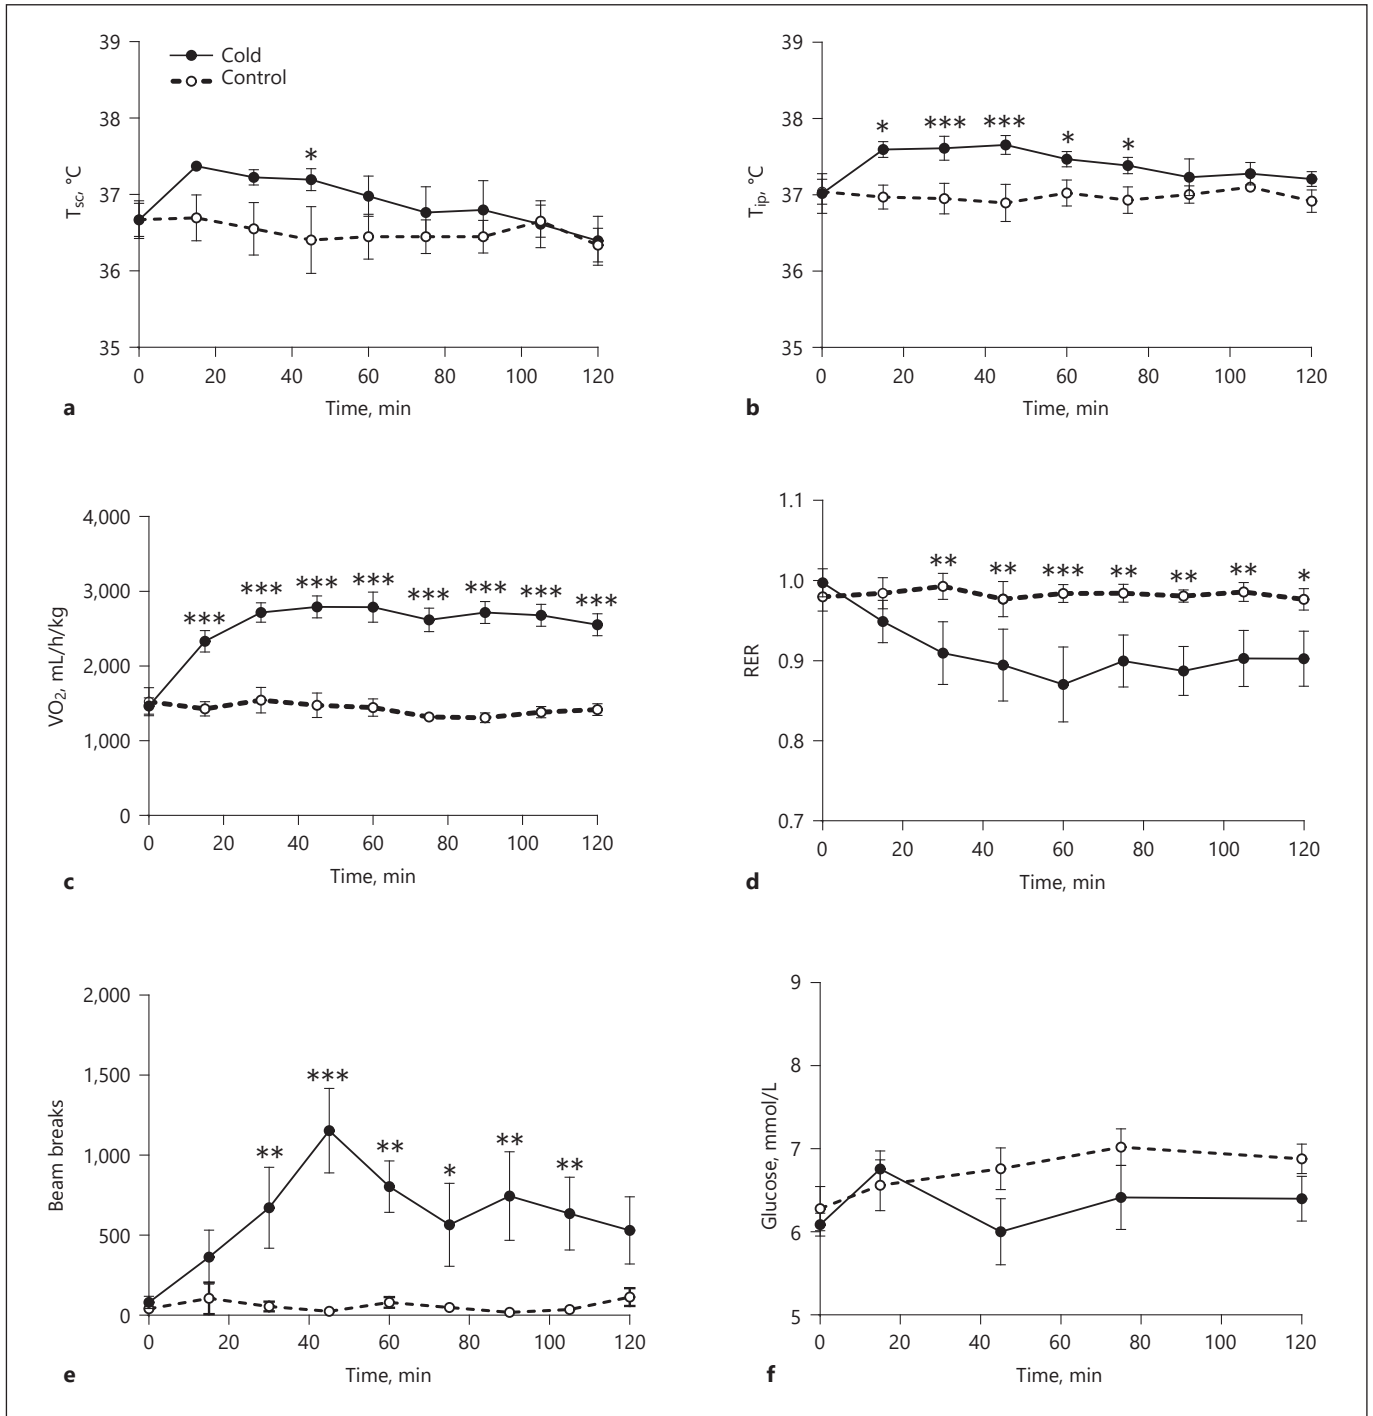 39
38
37
36
35
T_sc, °C
Cold
Control
*
0 20 40 60 80 100 120
Time, min
a
39
38
37
36
35
T_ip, °C
* *** *** * *
0 20 40 60 80 100 120
Time, min
b
4,000
3,000
2,000
1,000
0
VO₂, mL/h/kg
*** *** *** *** *** *** *** ***
0 20 40 60 80 100 120
Time, min
c
1.1
1.0
0.9
0.8
0.7
RER
** ** *** ** ** ** *
0 20 40 60 80 100 120
Time, min
d
2,000
1,500
1,000
500
0
Beam breaks
** *** ** * ** **
0 20 40 60 80 100 120
Time, min
e
9
8
7
6
5
Glucose, mmol/L
0 20 40 60 80 100 120
Time, min
f